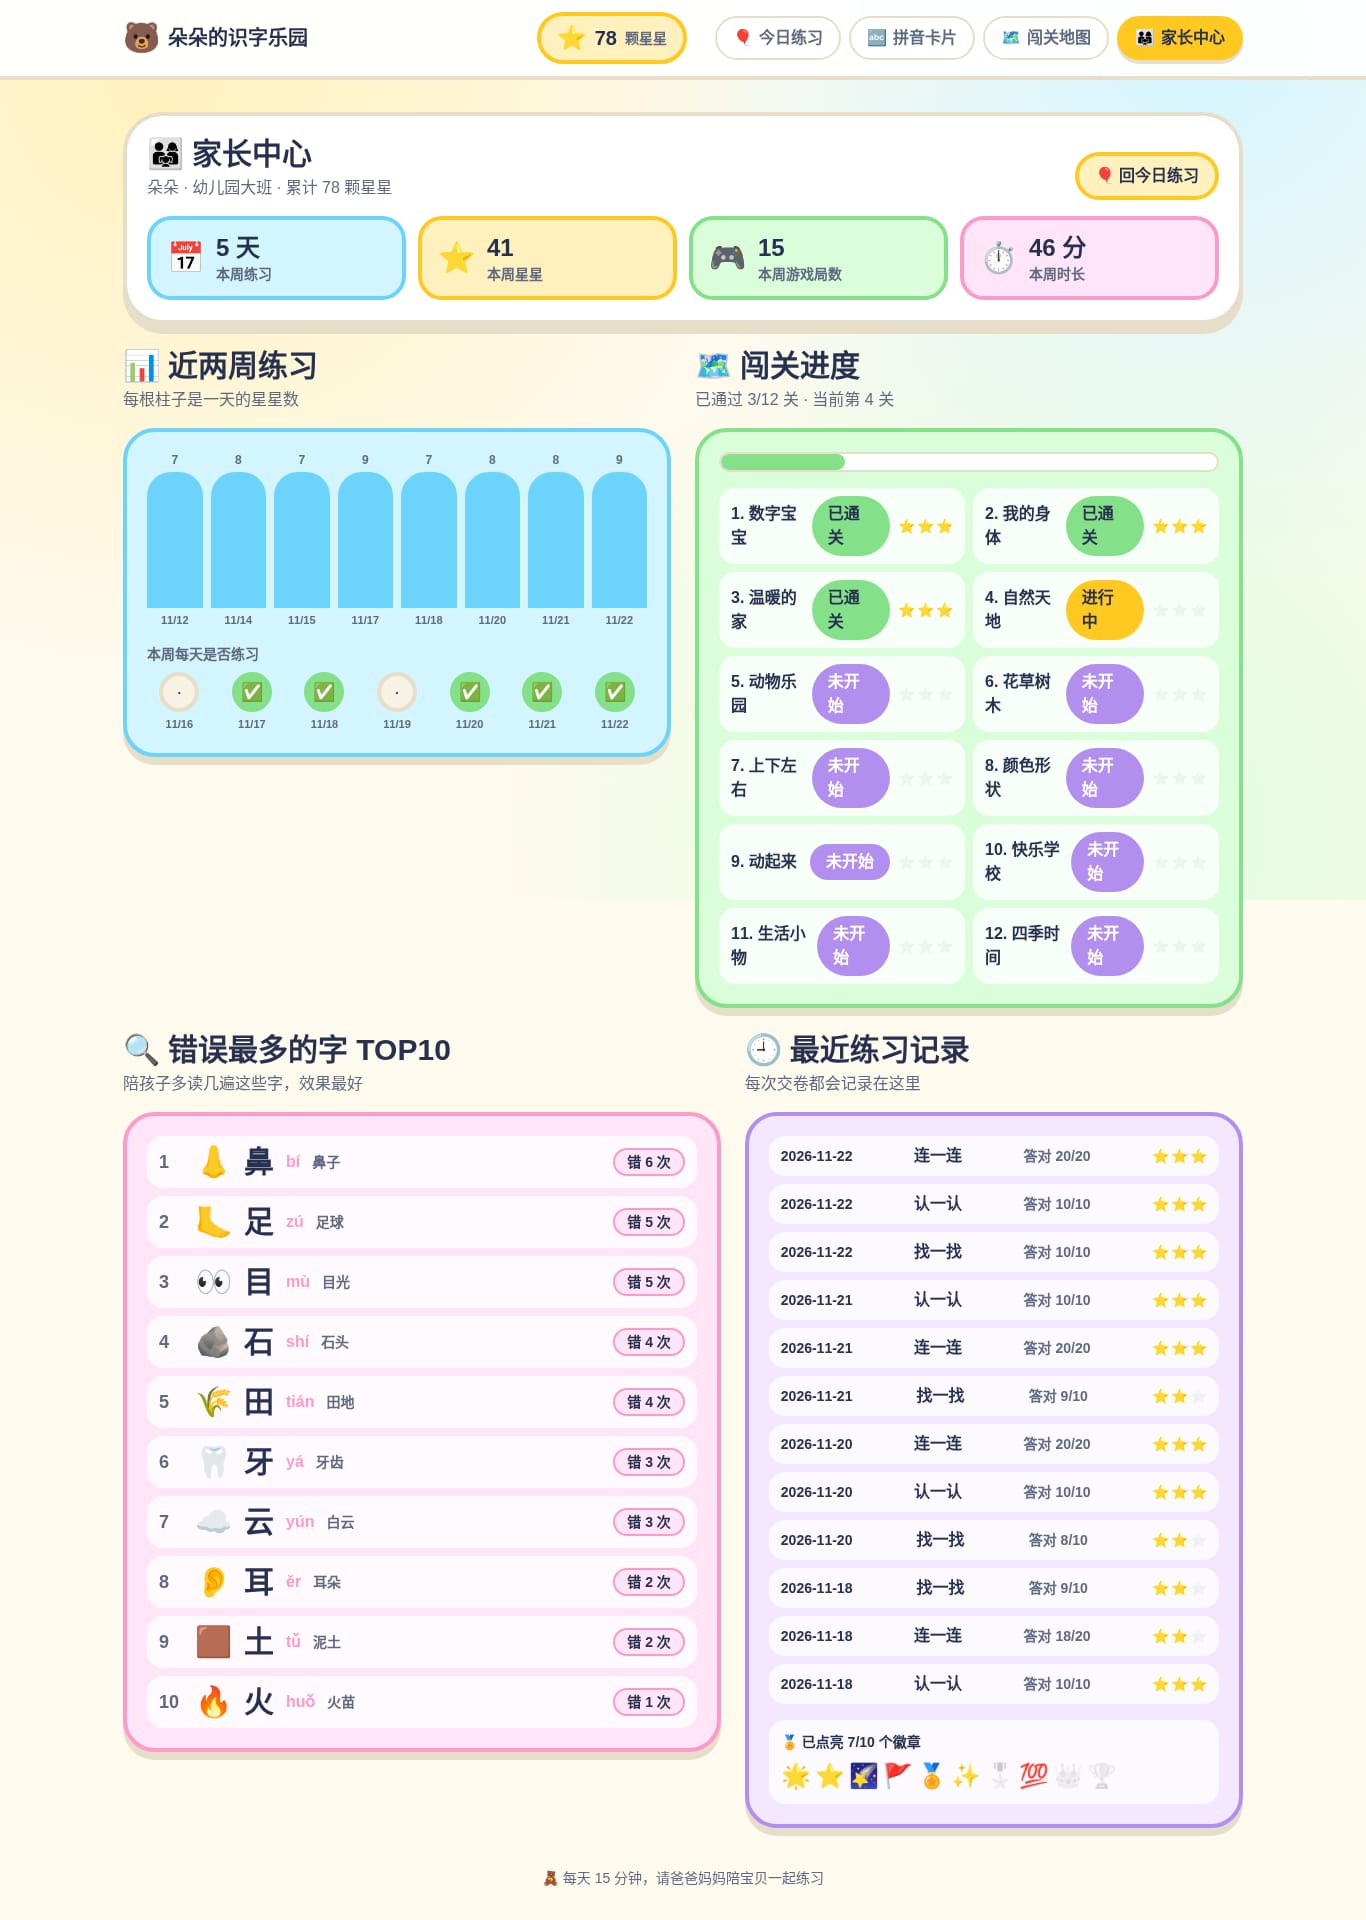 朵朵的识字乐园
78 颗星星
今日练习
拼音卡片
闯关地图
家长中心
家长中心
朵朵 · 幼儿园大班 · 累计 78 颗星星
回今日练习
5 天
本周练习
41
本周星星
15
本周游戏局数
46 分
本周时长
近两周练习
每根柱子是一天的星星数
7 8 7 9 7 8 8 9
11/12 11/14 11/15 11/17 11/18 11/20 11/21 11/22
本周每天是否练习
11/16 11/17 11/18 11/19 11/20 11/21 11/22
闯关进度
已通过 3/12 关 · 当前第 4 关
1. 数字宝宝 已通关
2. 我的身体 已通关
3. 温暖的家 已通关
4. 自然天地 进行中
5. 动物乐园 未开始
6. 花草树木 未开始
7. 上下左右 未开始
8. 颜色形状 未开始
9. 动起来 未开始
10. 快乐学校 未开始
11. 生活小物 未开始
12. 四季时间 未开始
错误最多的字 TOP10
陪孩子多读几遍这些字，效果最好
1 鼻 bí 鼻子 错 6 次
2 足 zú 足球 错 5 次
3 目 mù 目光 错 5 次
4 石 shí 石头 错 4 次
5 田 tián 田地 错 4 次
6 牙 yá 牙齿 错 3 次
7 云 yún 白云 错 3 次
8 耳 ěr 耳朵 错 2 次
9 土 tǔ 泥土 错 2 次
10 火 huǒ 火苗 错 1 次
最近练习记录
每次交卷都会记录在这里
2026-11-22 连一连 答对 20/20
2026-11-22 认一认 答对 10/10
2026-11-22 找一找 答对 10/10
2026-11-21 认一认 答对 10/10
2026-11-21 连一连 答对 20/20
2026-11-21 找一找 答对 9/10
2026-11-20 连一连 答对 20/20
2026-11-20 认一认 答对 10/10
2026-11-20 找一找 答对 8/10
2026-11-18 找一找 答对 9/10
2026-11-18 连一连 答对 18/20
2026-11-18 认一认 答对 10/10
已点亮 7/10 个徽章
每天 15 分钟，请爸爸妈妈陪宝贝一起练习